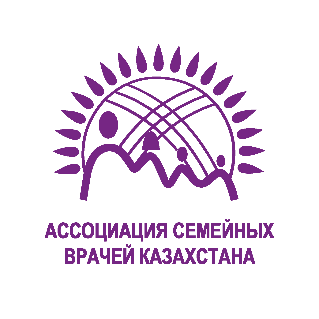 АССОЦИАЦИЯ СЕМЕЙНЫХ
ВРАЧЕЙ КАЗАХСТАНА